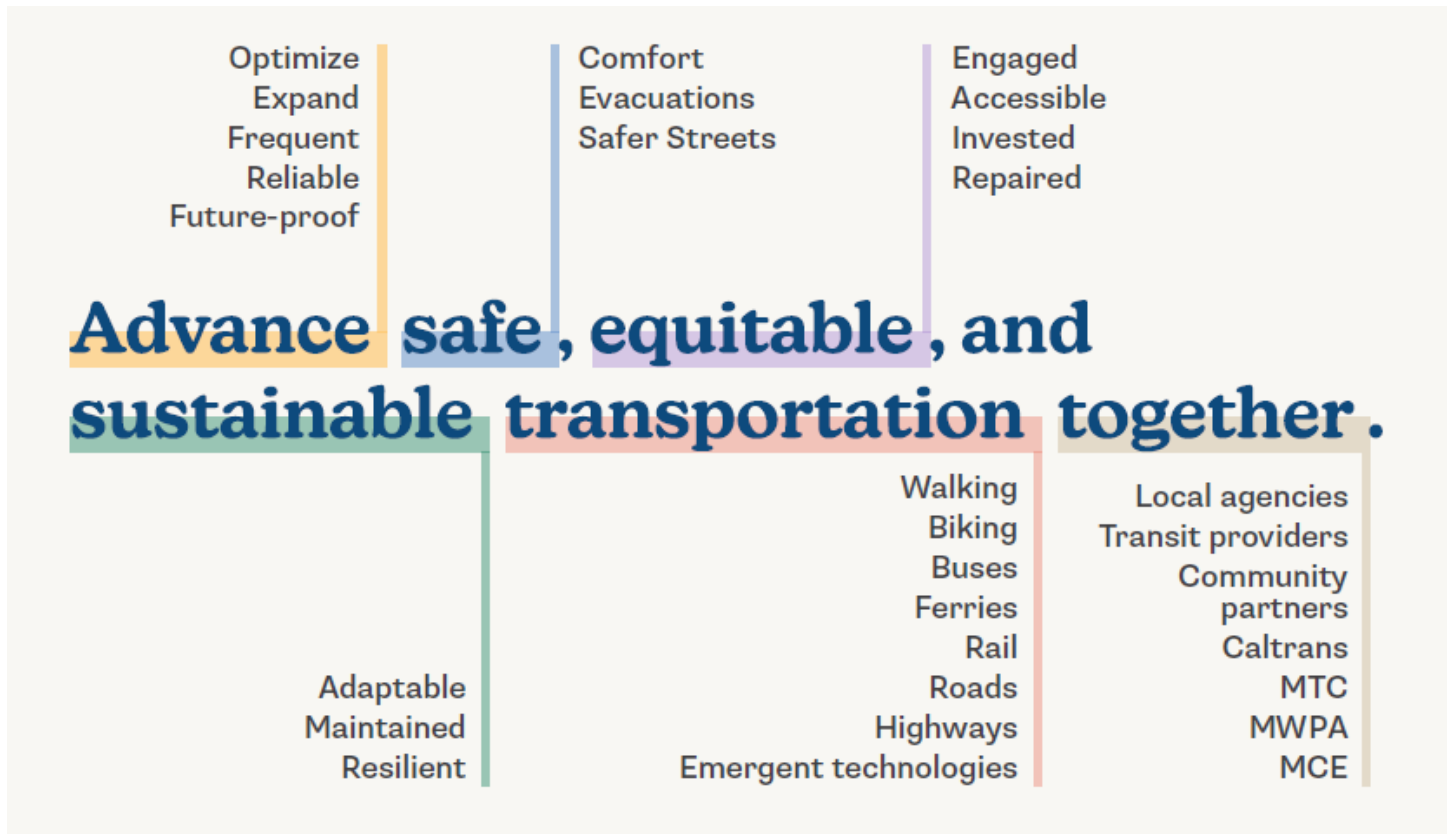 Optimize
Expand
Frequent
Reliable
Future-proof
Comfort
Evacuations
Safer Streets
Engaged
Accessible
Invested
Repaired
Advance safe, equitable, and
sustainable transportation together.
Adaptable
Maintained
Resilient
Walking
Biking
Buses
Ferries
Rail
Roads
Highways
Emergent technologies
Local agencies
Transit providers
Community
partners
Caltrans
MTC
MWPA
MCE